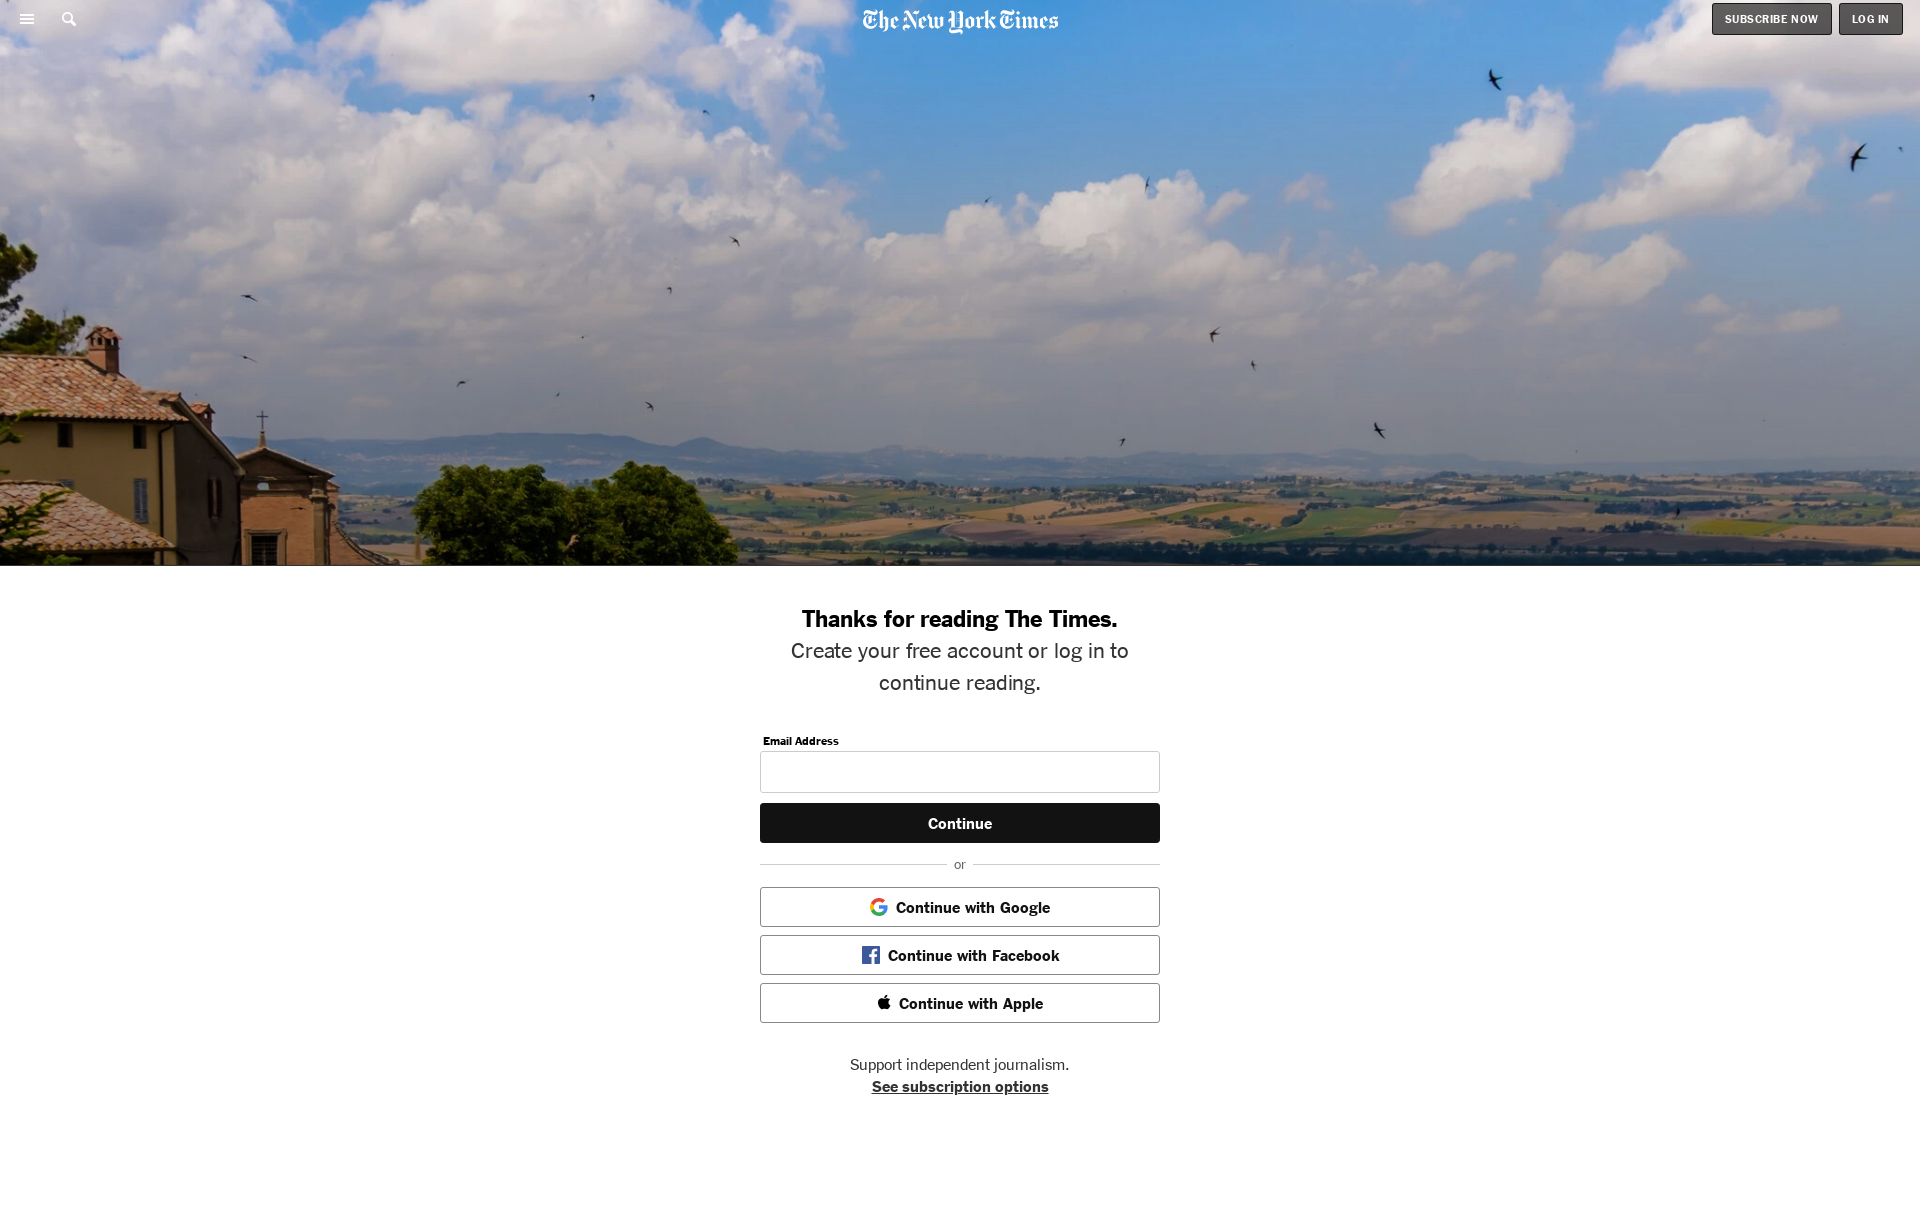 The New York Times
SUBSCRIBE NOW
LOG IN
Thanks for reading The Times.
Create your free account or log in to
continue reading.
Email Address
Continue
or
Continue with Google
Continue with Facebook
Continue with Apple
Support independent journalism.
See subscription options